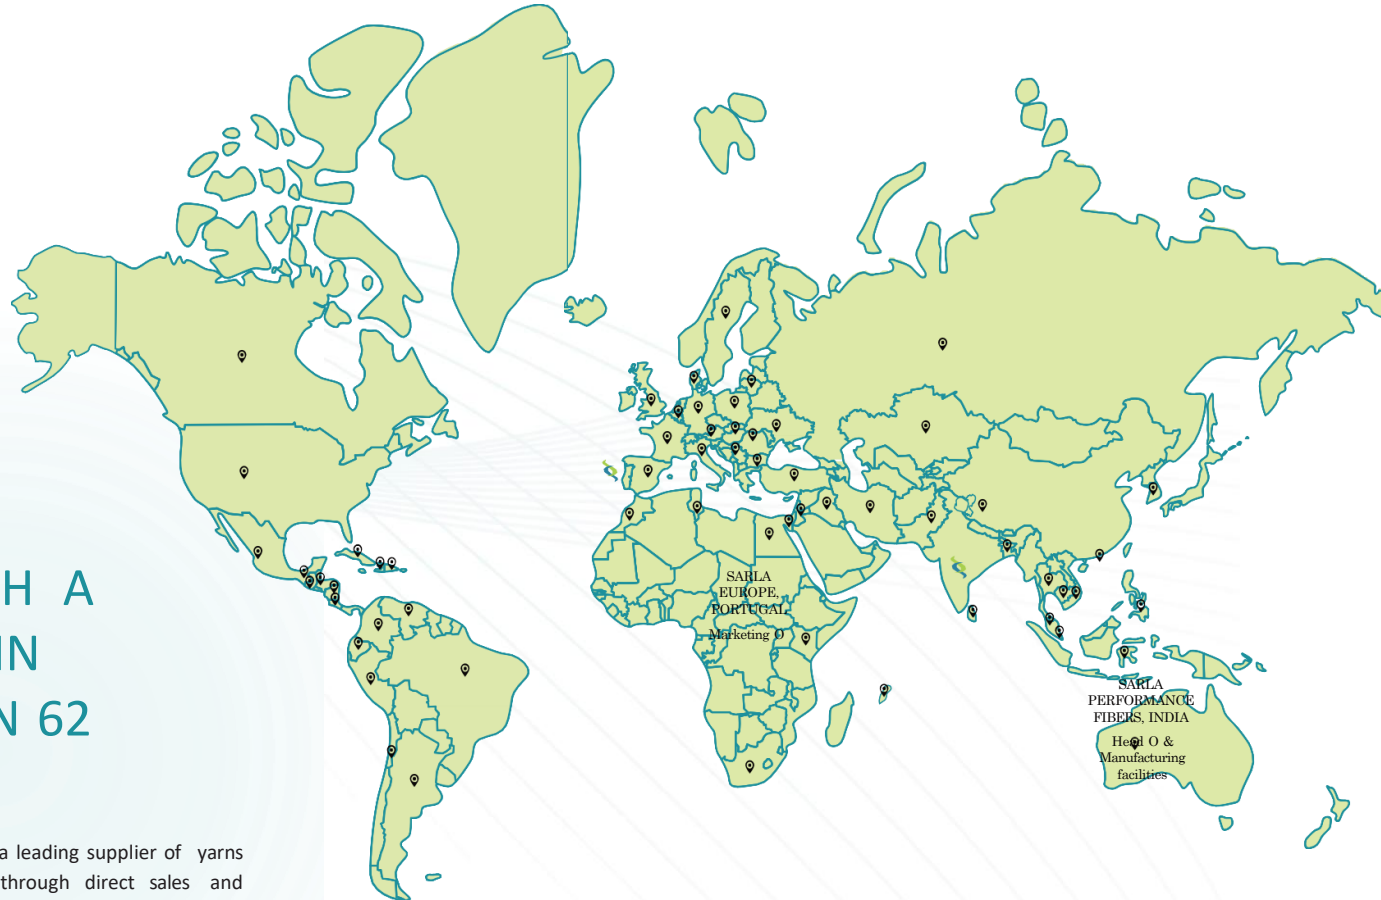 H A
IN
N 62
a leading supplier of yarns
through direct sales and
SARLA
EUROPE,
PORTUGAL
Marketing O
SARLA
PERFORMANCE
FIBERS, INDIA
Head O &
Manufacturing
facilities